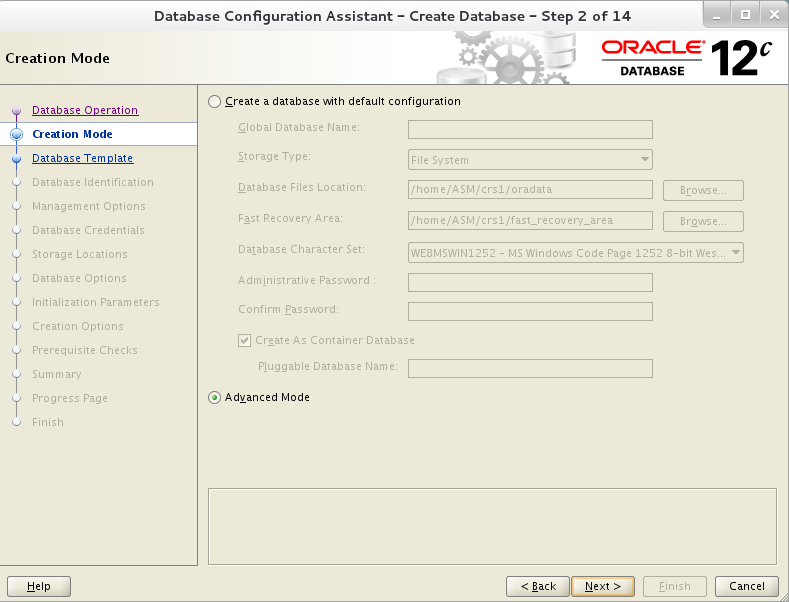 Database Configuration Assistant - Create Database - Step 2 of 14
Creation Mode
ORACLE
DATABASE
12c
Database Operation
Creation Mode
Database Template
Database Identification
Management Options
Database Credentials
Storage Locations
Database Options
Initialization Parameters
Creation Options
Prerequisite Checks
Summary
Progress Page
Finish
Create a database with default configuration
Global Database Name:
Storage Type: File System
Database Files Location: /home/ASM/crs1/oradata Browse...
Fast Recovery Area: /home/ASM/crs1/fast_recovery_area Browse...
Database Character Set: WE8MSWIN1252 - MS Windows Code Page 1252 8-bit Wes...
Administrative Password :
Confirm Password:
Create As Container Database
Pluggable Database Name:
Advanced Mode
Help < Back Next > Finish Cancel